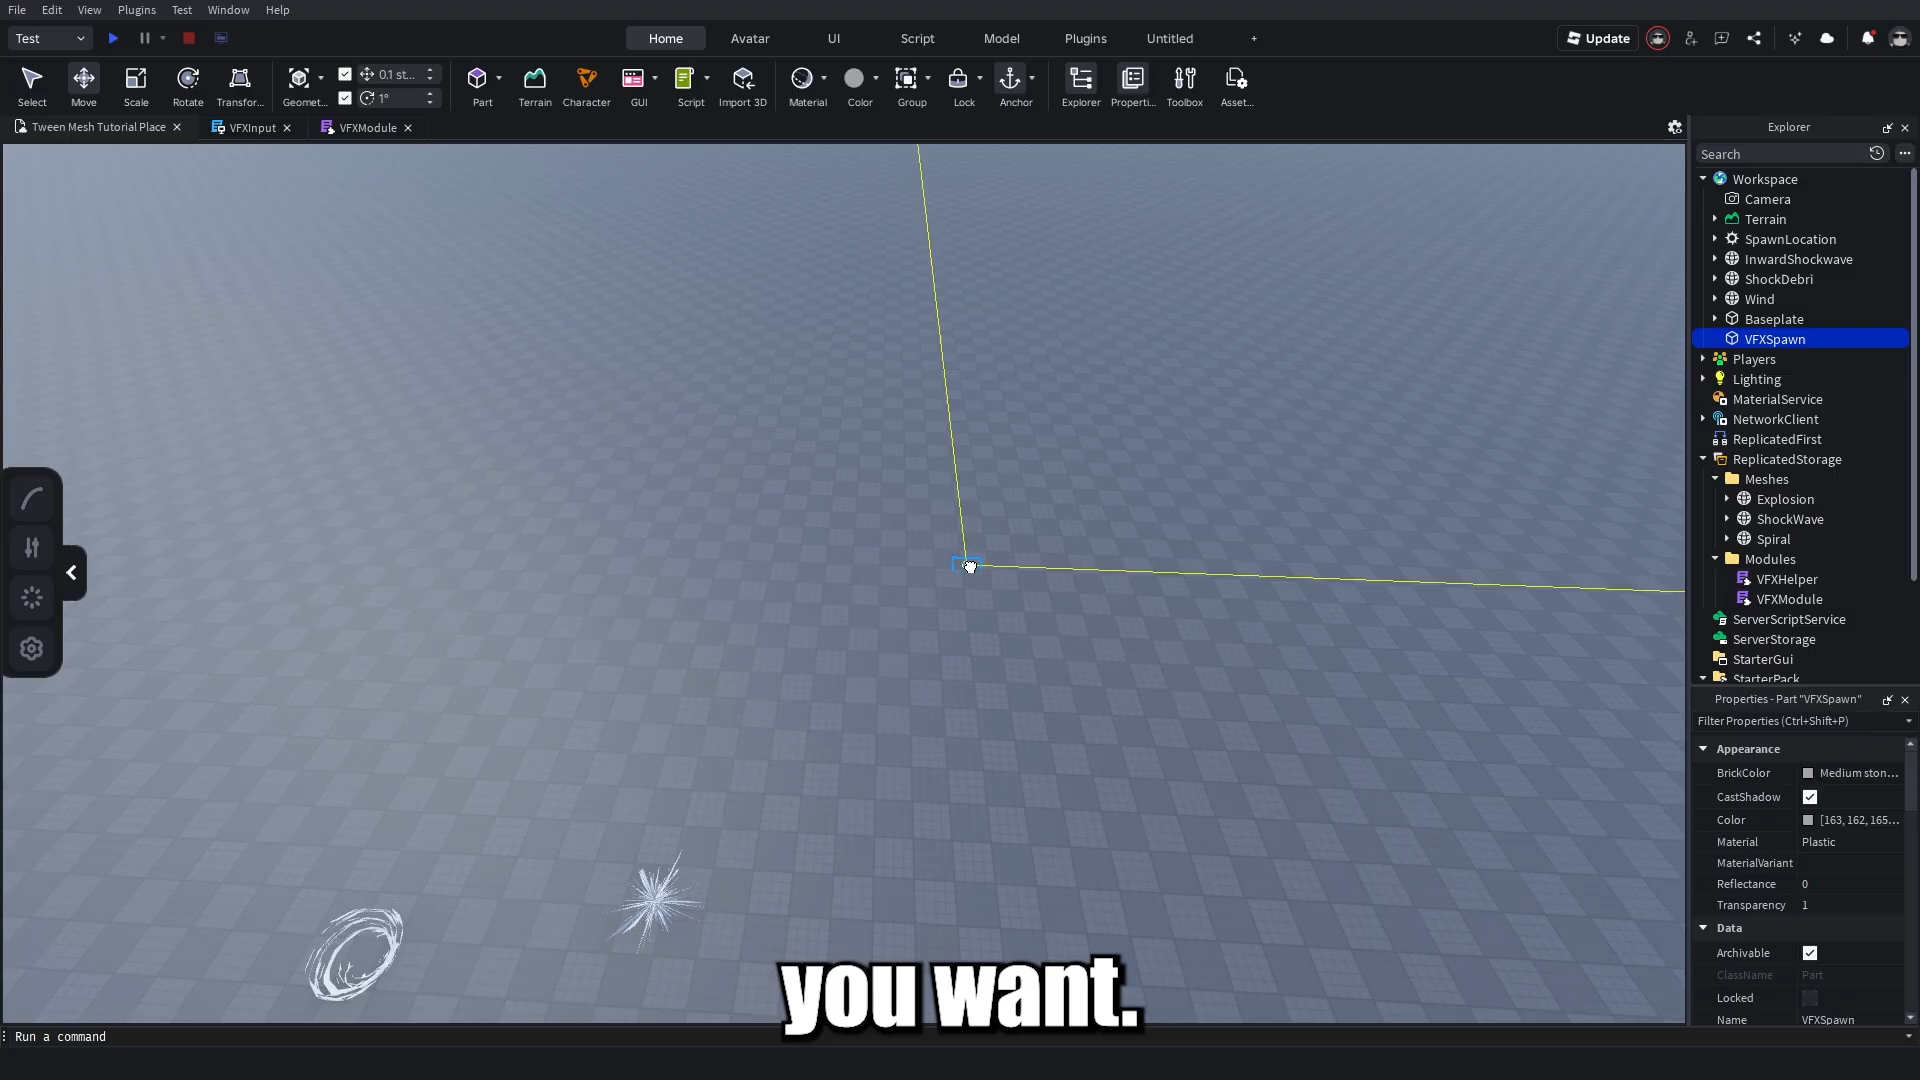 File Edit View Plugins Test Window Help
Test
Home Avatar UI Script Model Plugins Untitled +
Update
Select Move Scale Rotate Transfor... Geomet... 0.1 st... 1° Part Terrain Character GUI Script Import 3D Material Color Group Lock Anchor Explorer Properti... Toolbox Asset...
Tween Mesh Tutorial Place VFXInput VFXModule
Explorer
Search
Workspace
Camera
Terrain
SpawnLocation
InwardShockwave
ShockDebri
Wind
Baseplate
VFXSpawn
Players
Lighting
MaterialService
NetworkClient
ReplicatedFirst
ReplicatedStorage
Meshes
Explosion
ShockWave
Spiral
Modules
VFXHelper
VFXModule
ServerScriptService
ServerStorage
StarterGui
StarterPack
Properties - Part "VFXSpawn"
Filter Properties (Ctrl+Shift+P)
Appearance
BrickColor Medium ston...
CastShadow
Color [163, 162, 165...
Material Plastic
MaterialVariant
Reflectance 0
Transparency 1
Data
Archivable
ClassName Part
Locked
Name VFXSpawn
you want.
Run a command